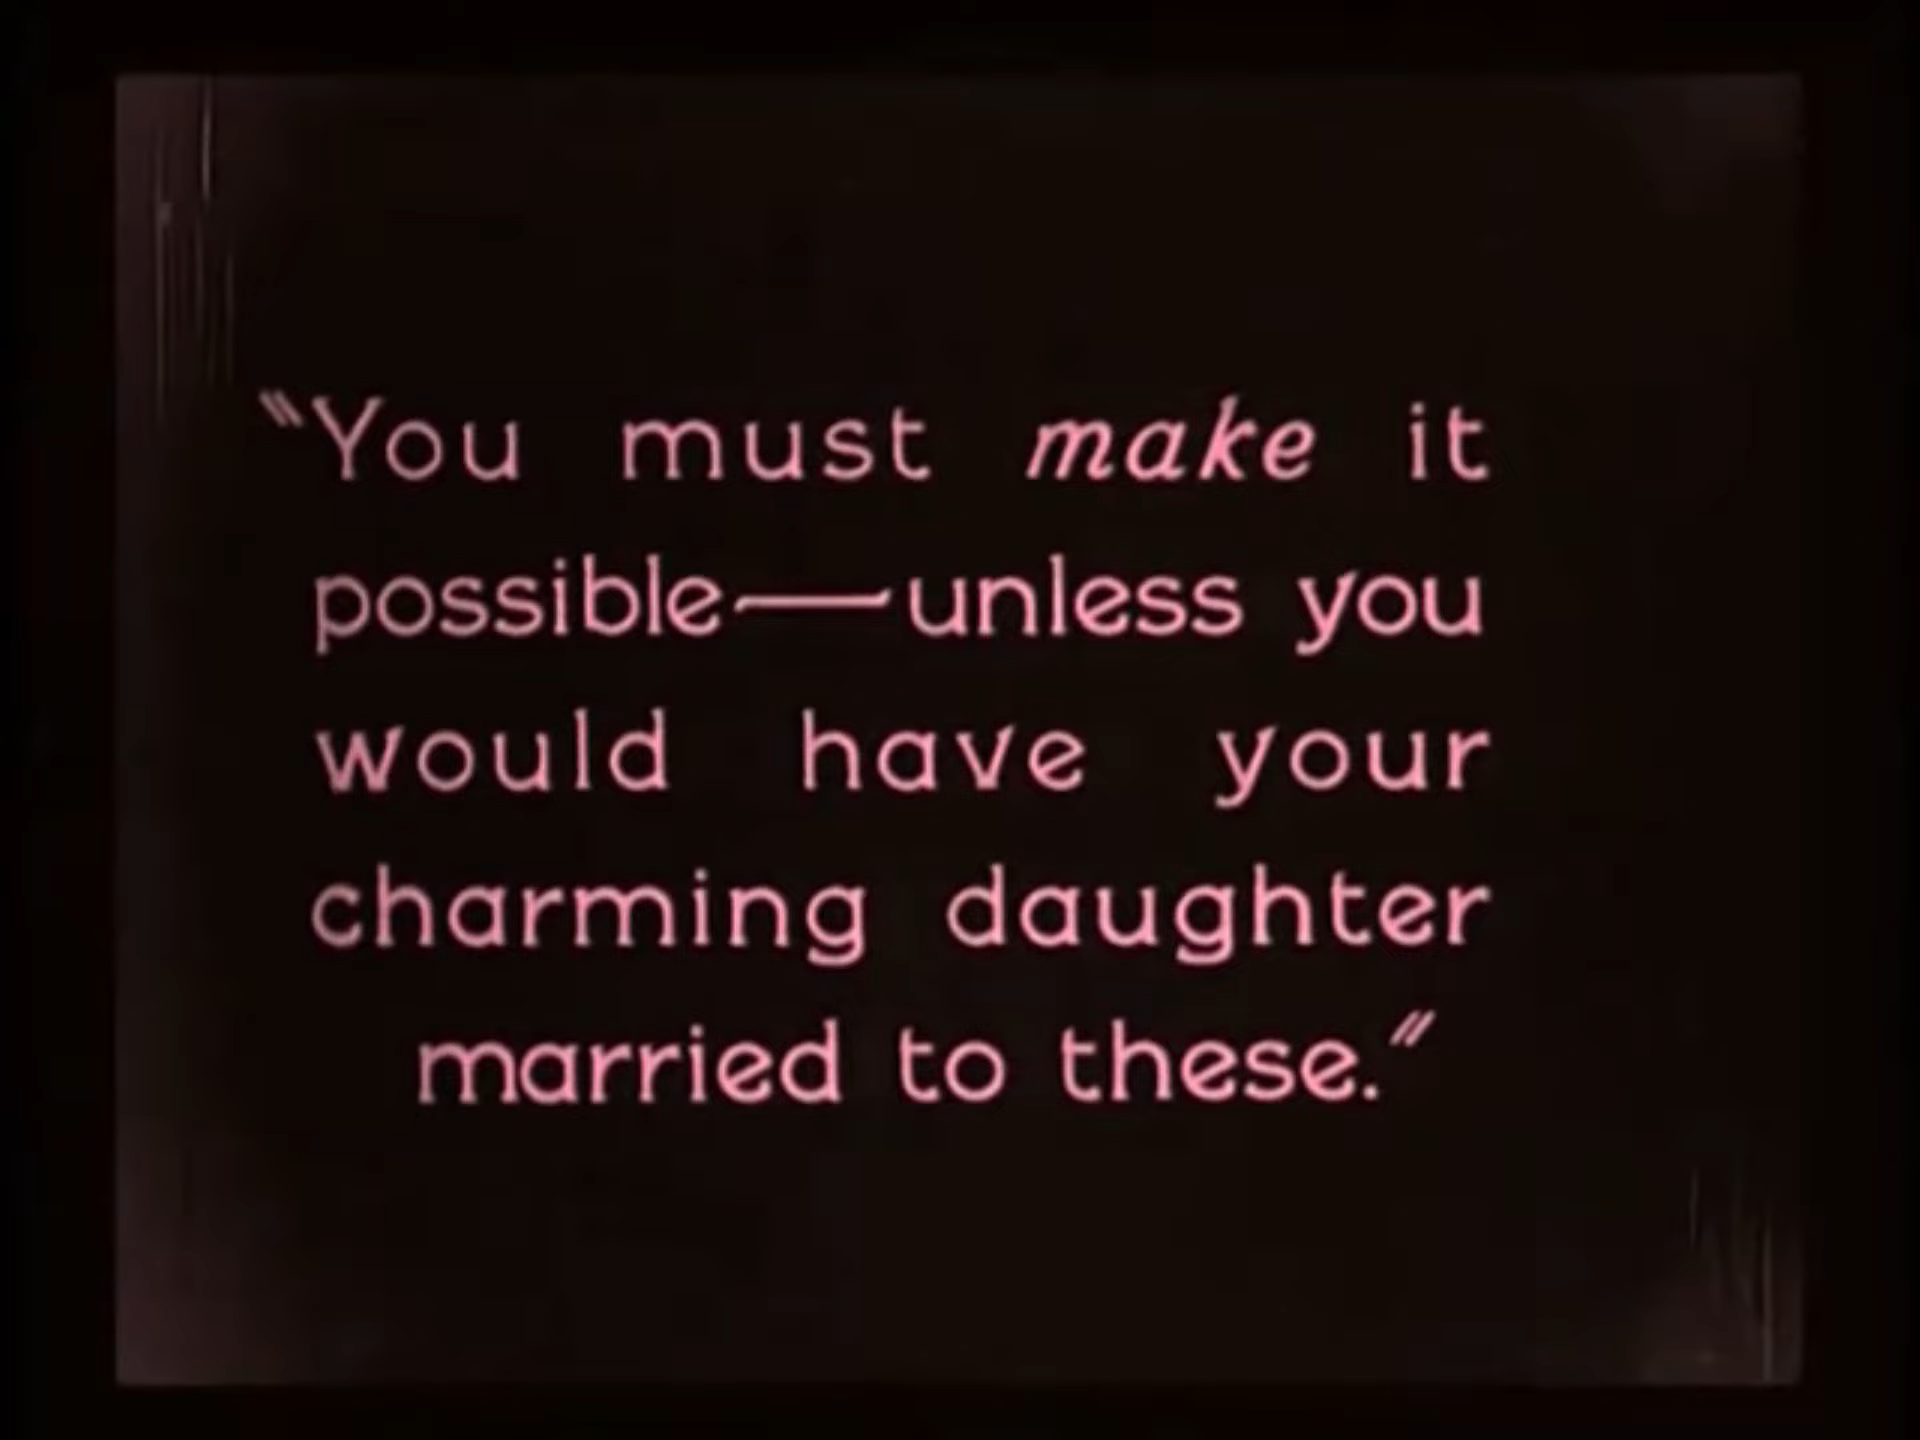 "You must make it
possible—unless you
would have your
charming daughter
married to these."